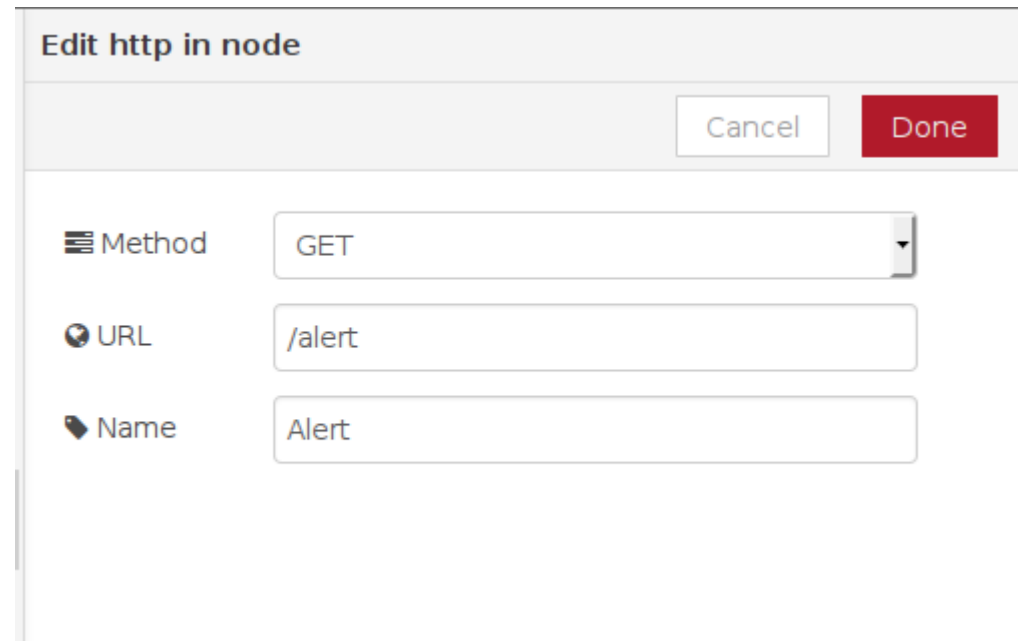 Edit http in node
Cancel Done
Method GET
URL /alert
Name Alert